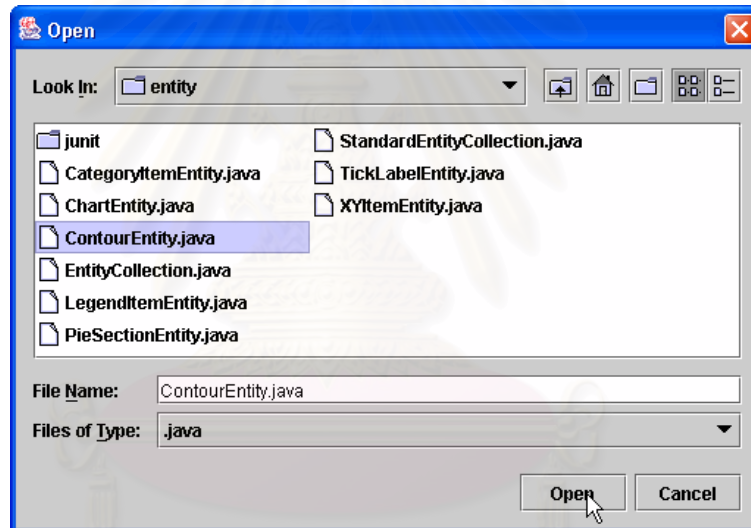 Open
Look In: entity
junit
CategoryItemEntity.java
ChartEntity.java
ContourEntity.java
EntityCollection.java
LegendItemEntity.java
PieSectionEntity.java
StandardEntityCollection.java
TickLabelEntity.java
XYItemEntity.java
File Name: ContourEntity.java
Files of Type: .java
Open Cancel